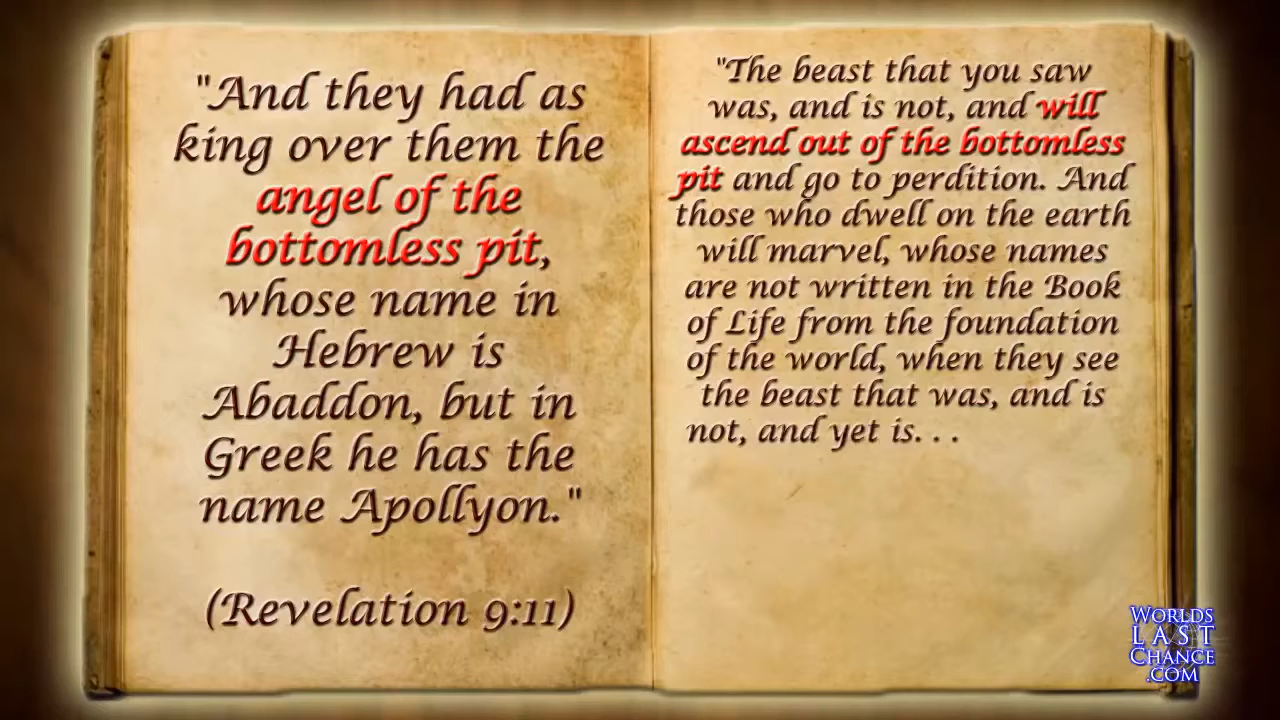 "And they had as
king over them the
angel of the
bottomless pit,
whose name in
Hebrew is
Abaddon, but in
Greek he has the
name Apollyon."
(Revelation 9:11)
"The beast that you saw
was, and is not, and will
ascend out of the bottomless
pit and go to perdition. And
those who dwell on the earth
will marvel, whose names
are not written in the Book
of Life from the foundation
of the world, when they see
the beast that was, and is
not, and yet is. . .
WORLDS
LAST
CHANCE
.COM